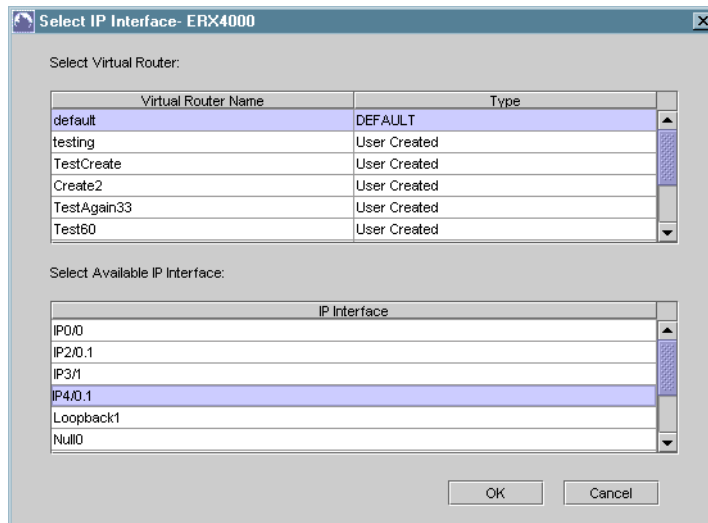 Select IP Interface- ERX4000
Select Virtual Router:
Virtual Router Name Type
default DEFAULT
testing User Created
TestCreate User Created
Create2 User Created
TestAgain33 User Created
Test60 User Created
Select Available IP Interface:
IP Interface
IP0/0
IP2/0.1
IP3/1
IP4/0.1
Loopback1
Null0
OK Cancel